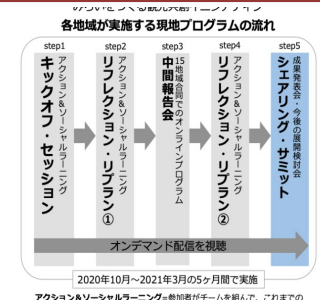 各地域が実施する現地プログラムの流れ
step1
アクション&ソーシャルラーニング
キックオフ・セッション
step2
アクション&ソーシャルラーニング
リフレクション・リプラン①
step3
15地域合同でのオンラインプログラム
中間報告会
step4
アクション&ソーシャルラーニング
リフレクション・リプラン②
step5
成果発表会・今後の展開検討会
シェアリング・サミット
オンデマンド配信を視聴
2020年10月~2021年3月の5ヶ月間で実施
アクション&ソーシャルラーニング=参加者がチームを組んで、これまでの